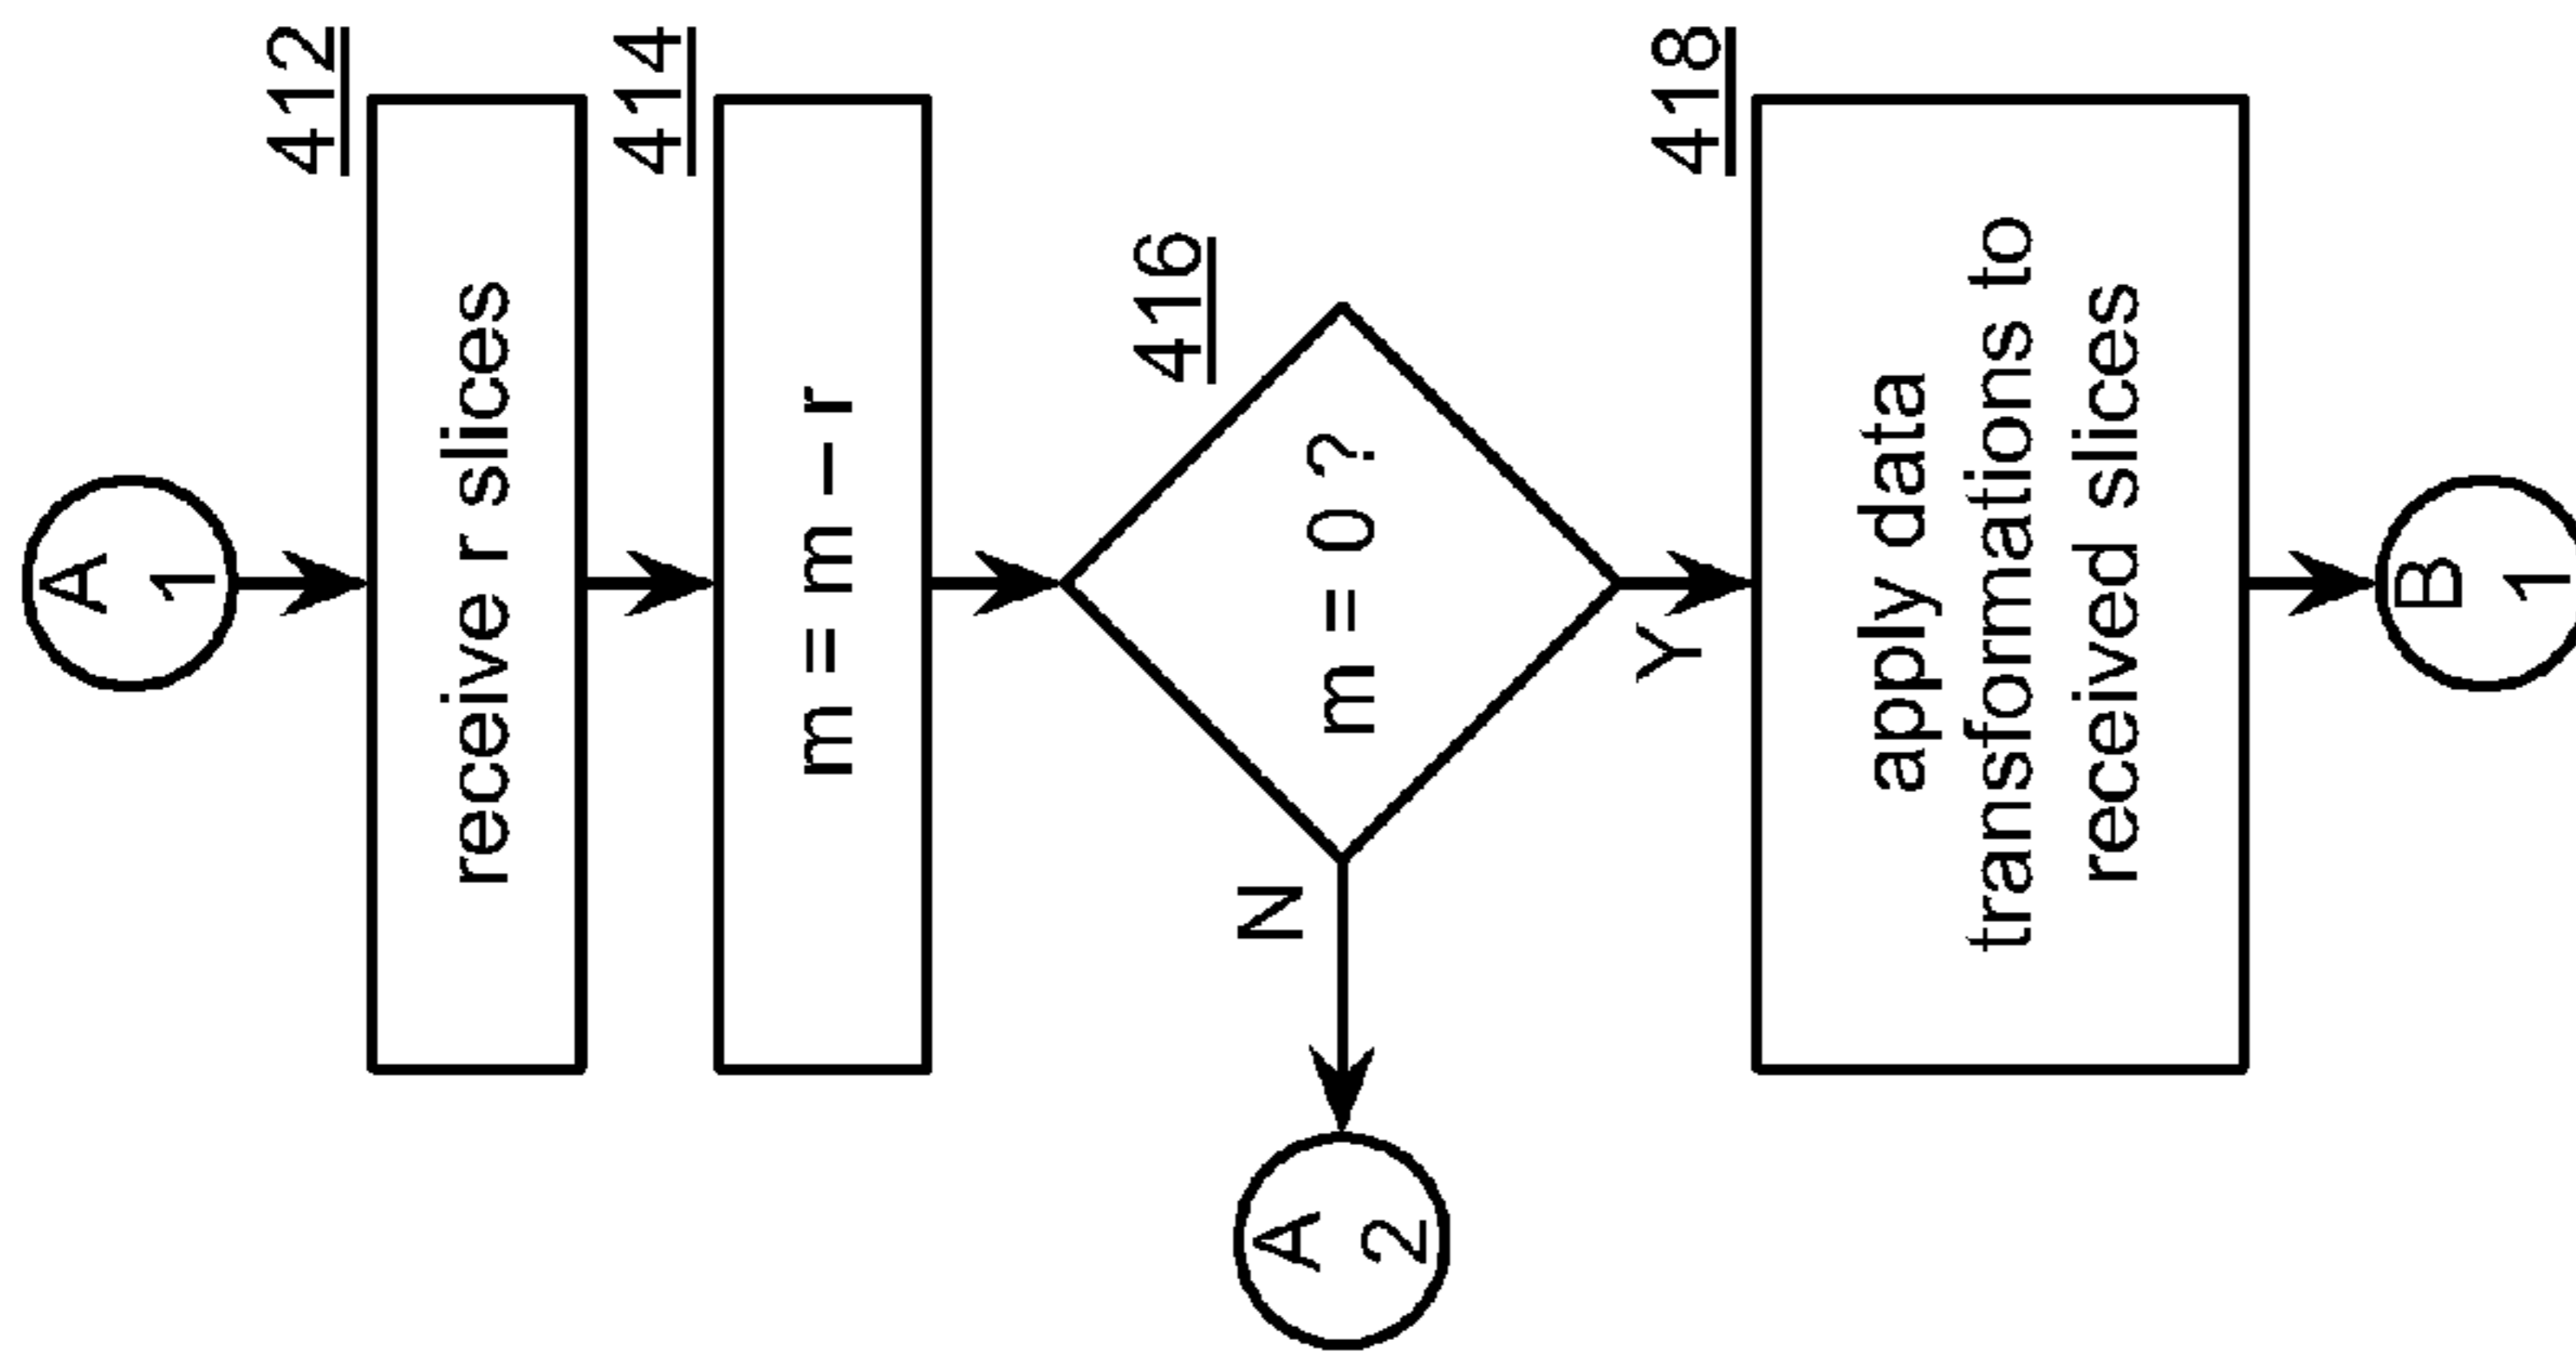 A
1
412
receive r slices
414
m = m – r
416
m = 0 ?
N
Y
A
2
418
apply data
transformations to
received slices
B
1